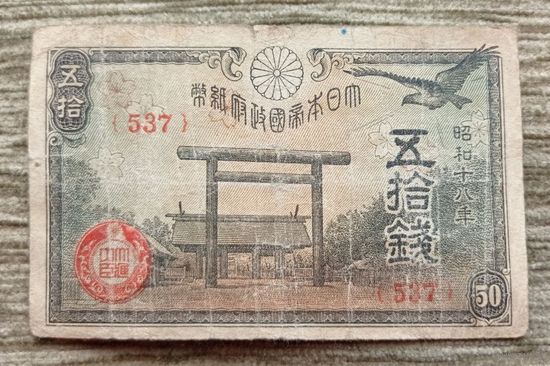 大日本帝國政府紙幣
五拾
{537}
昭和十八年
五拾錢
{537}
50